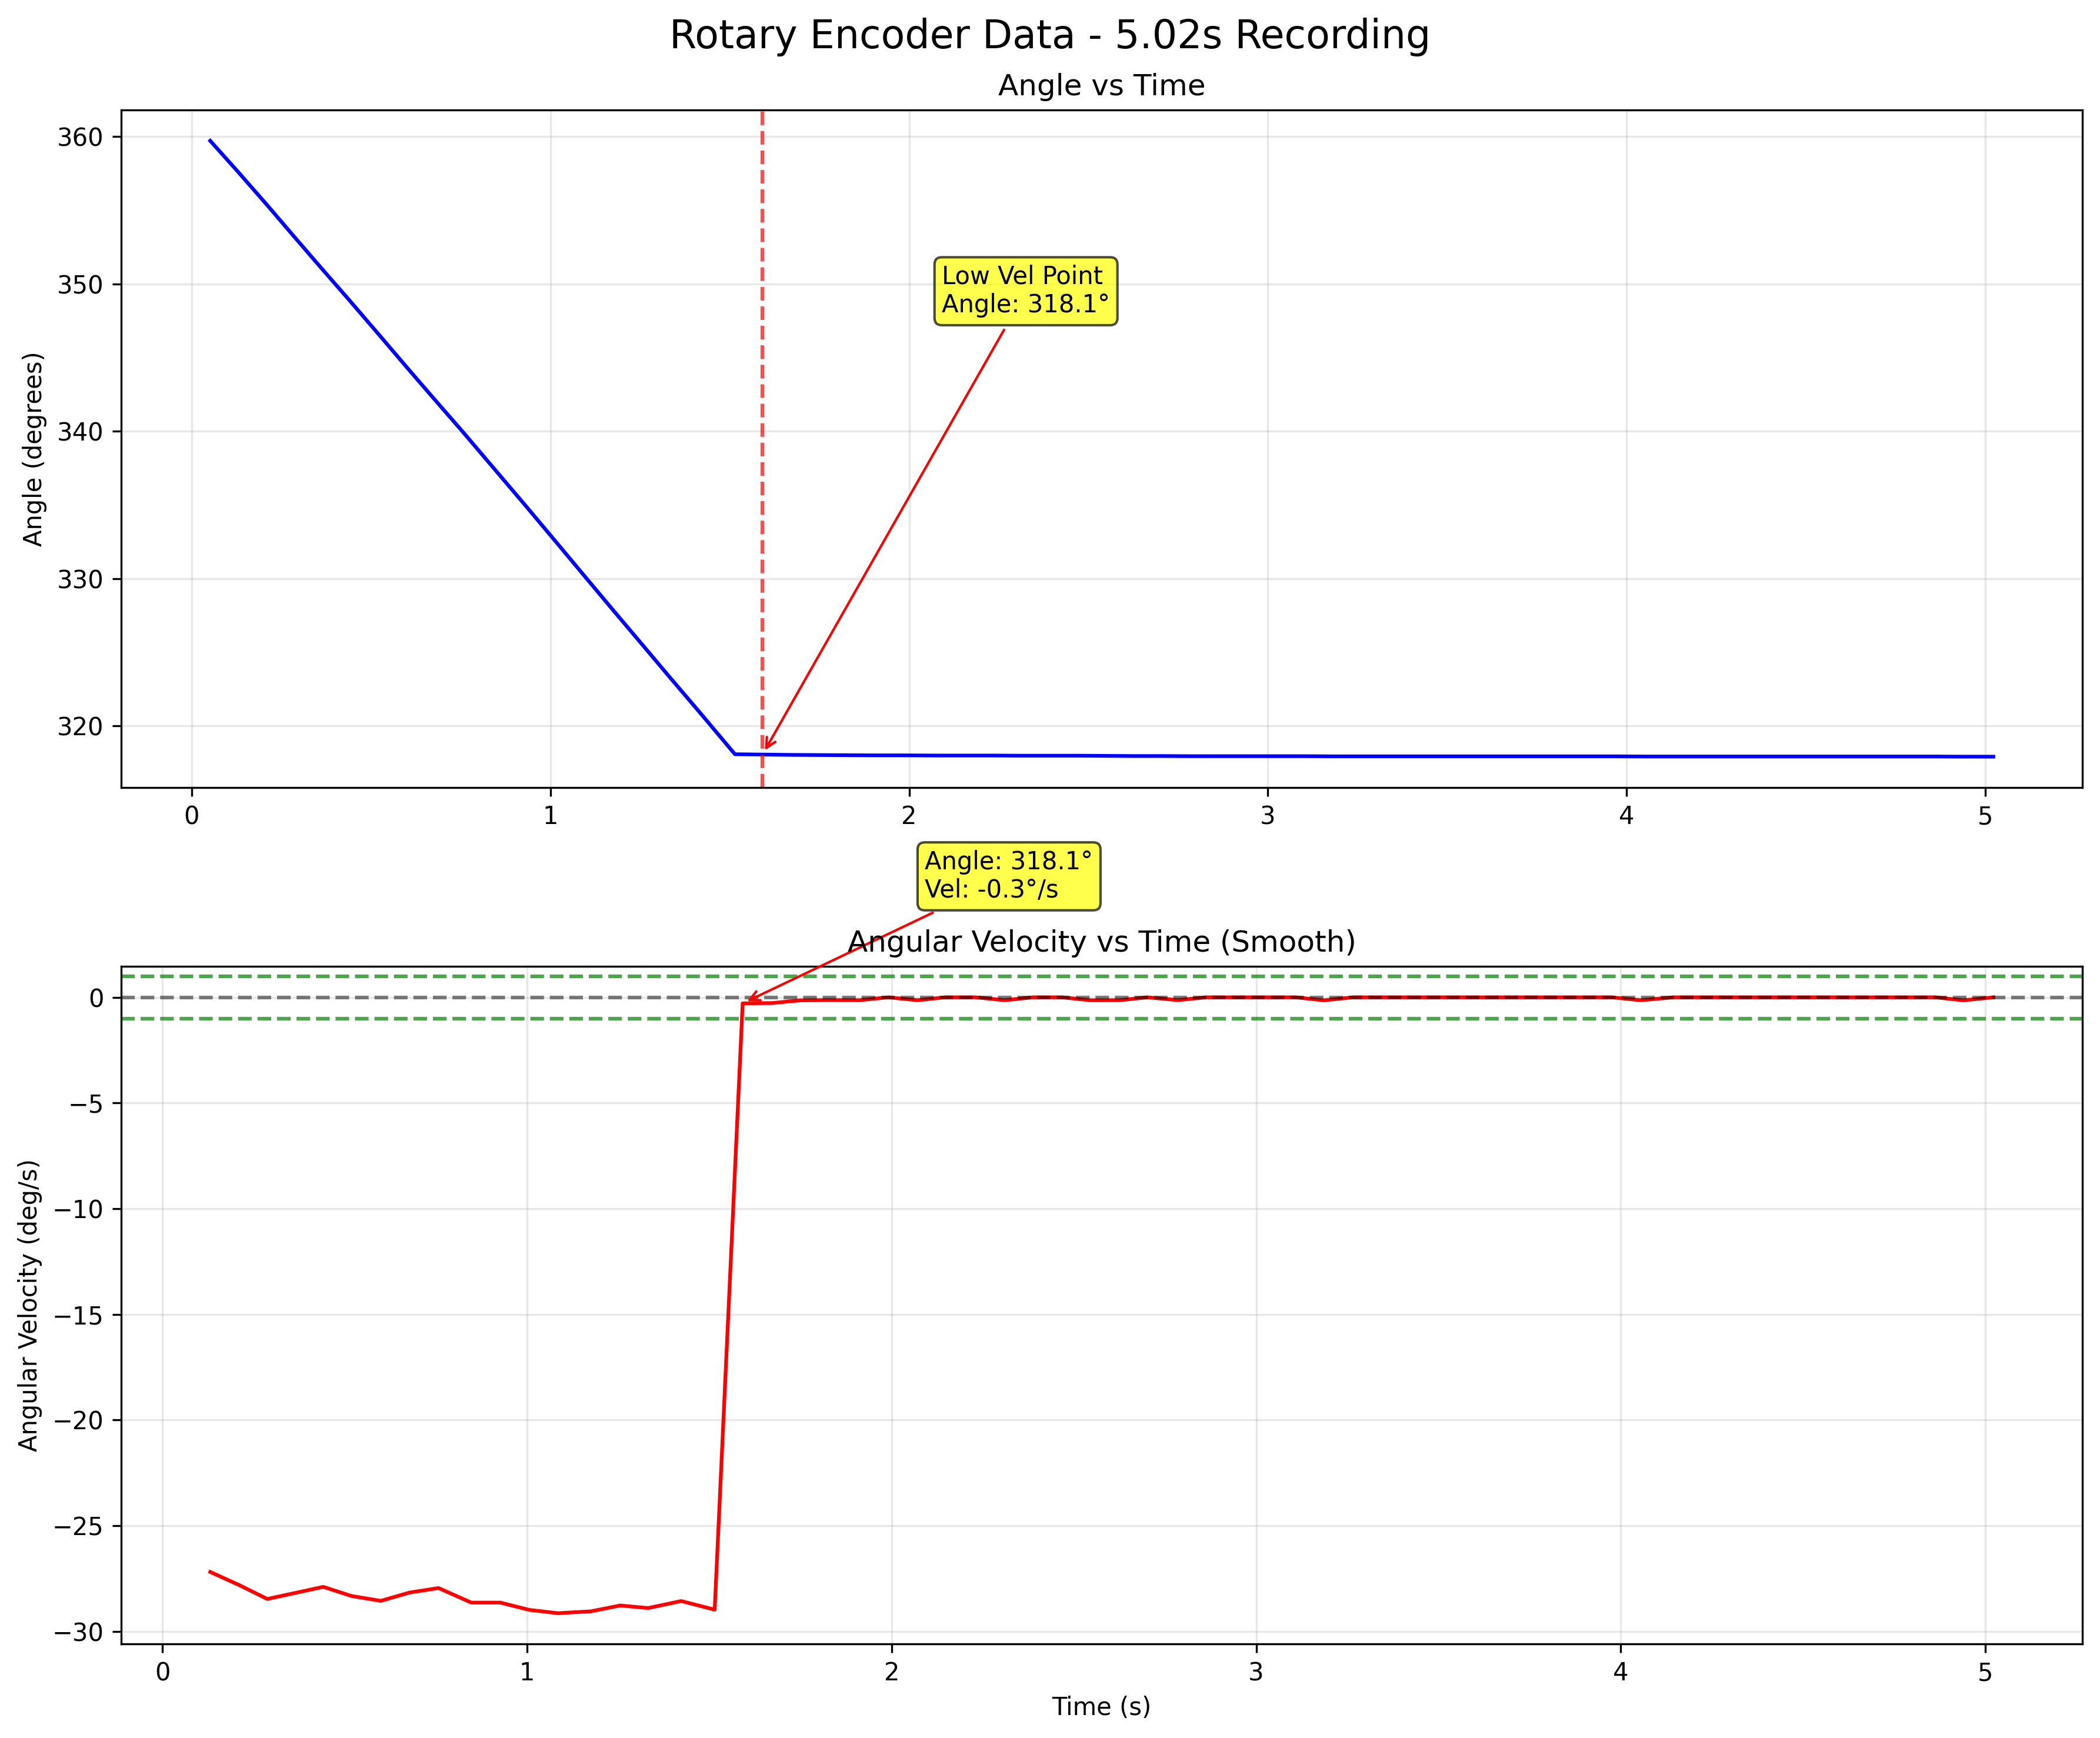 Rotary Encoder Data - 5.02s Recording
Angle vs Time
360
350
340
330
320
Angle (degrees)
Low Vel Point
Angle: 318.1°
0 1 2 3 4 5
Angle: 318.1°
Vel: -0.3°/s
Angular Velocity vs Time (Smooth)
0
−5
−10
−15
−20
−25
−30
Angular Velocity (deg/s)
0 1 2 3 4 5
Time (s)